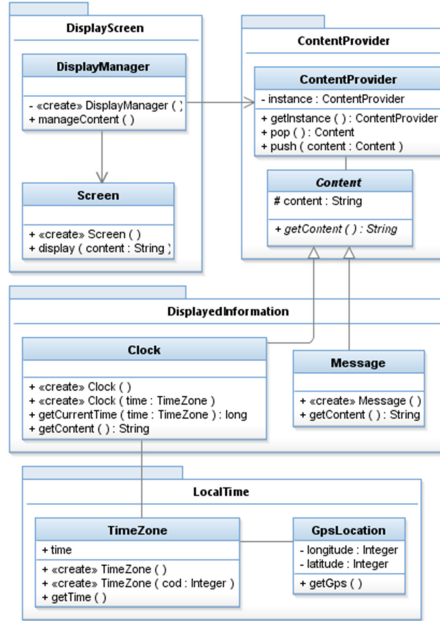 DisplayScreen
DisplayManager
- «create» DisplayManager ( )
+ manageContent ( )
Screen
+ «create» Screen ( )
+ display ( content : String )
ContentProvider
ContentProvider
- instance : ContentProvider
+ getInstance ( ) : ContentProvider
+ pop ( ) : Content
+ push ( content : Content )
Content
# content : String
+ getContent ( ) : String
DisplayedInformation
Clock
+ «create» Clock ( )
+ «create» Clock ( time : TimeZone )
+ getCurrentTime ( time : TimeZone ) : long
+ getContent ( ) : String
Message
+ «create» Message ( )
+ getContent ( ) : String
LocalTime
TimeZone
+ time
+ «create» TimeZone ( )
+ «create» TimeZone ( cod : Integer )
+ getTime ( )
GpsLocation
- longitude : Integer
- latitude : Integer
+ getGps ( )